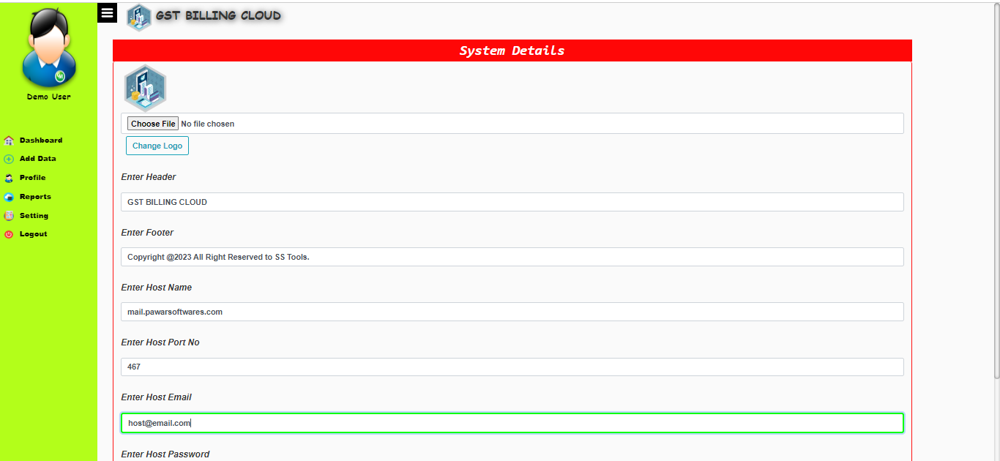 GST BILLING CLOUD
Demo User
Dashboard
Add Data
Profile
Reports
Setting
Logout
System Details
Choose File No file chosen
Change Logo
Enter Header
GST BILLING CLOUD
Enter Footer
Copyright @2023 All Right Reserved to SS Tools.
Enter Host Name
mail.pawarsoftwares.com
Enter Host Port No
467
Enter Host Email
host@email.com
Enter Host Password